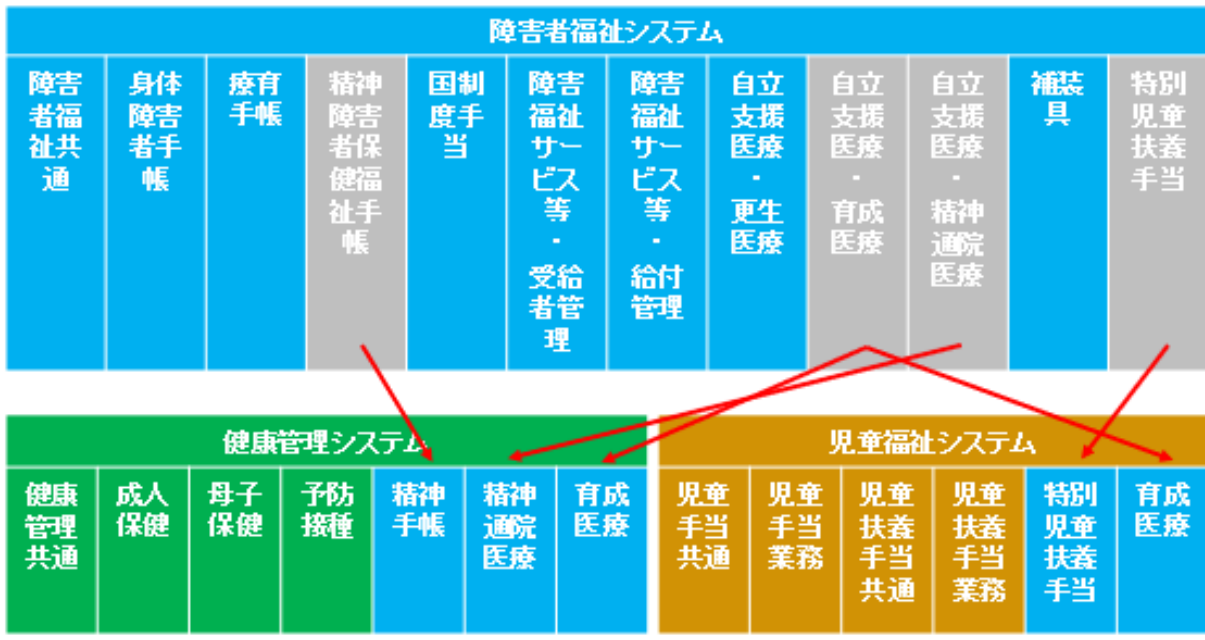 障害者福祉システム
障害
者福
祉共
通
身体
障害
者手
帳
療育
手帳
精神
障害
者保
健福
祉手
帳
国制
度手
当
障害
福祉
サー
ビス
等
・
受給
者管
理
障害
福祉
サー
ビス
等
・
給付
管理
自立
支援
医療
・
更生
医療
自立
支援
医療
・
育成
医療
自立
支援
医療
・
精神
通院
医療
補装
具
特別
児童
扶養
手当
健康管理システム
健康
管理
共通
成人
保健
母子
保健
予防
接種
精神
手帳
精神
通院
医療
育成
医療
児童福祉システム
児童
手当
共通
児童
手当
業務
児童
扶養
手当
共通
児童
扶養
手当
業務
特別
児童
扶養
手当
育成
医療